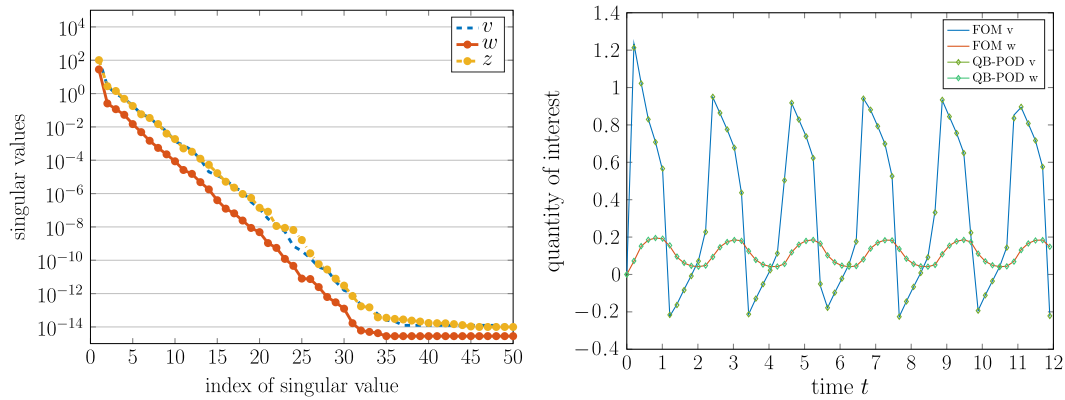 10^4
10^2
10^0
10^−2
10^−4
10^−6
10^−8
10^−10
10^−12
10^−14
singular values
0 5 10 15 20 25 30 35 40 45 50
index of singular value
v
w
z
1.4
1.2
1
0.8
0.6
0.4
0.2
0
−0.2
−0.4
quantity of interest
0 1 2 3 4 5 6 7 8 9 10 11 12
time t
FOM v
FOM w
QB-POD v
QB-POD w